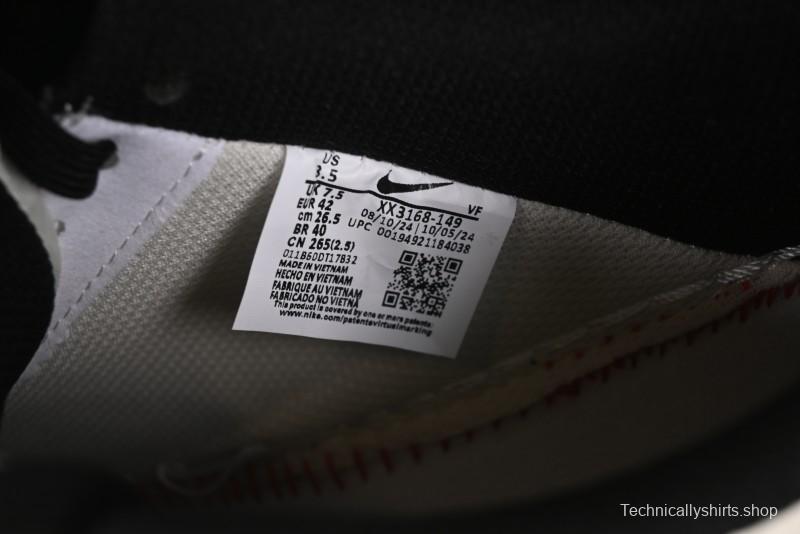 US
8.5
UK 7.5
EUR 42
cm 26.5
BR 40
CN 265(2.5)
XX3168-149
VF
08/10/24 | 10/05/24
UPC 00194921184038
011B60DT17B32
MADE IN VIETNAM
HECHO EN VIETNAM
FABRIQUE AU VIETNAM
FABRICADO NO VIETNÃ
This product is covered by one or more patents.
www.nike.com/patentsvirtualmarking
Technicallyshirts.shop